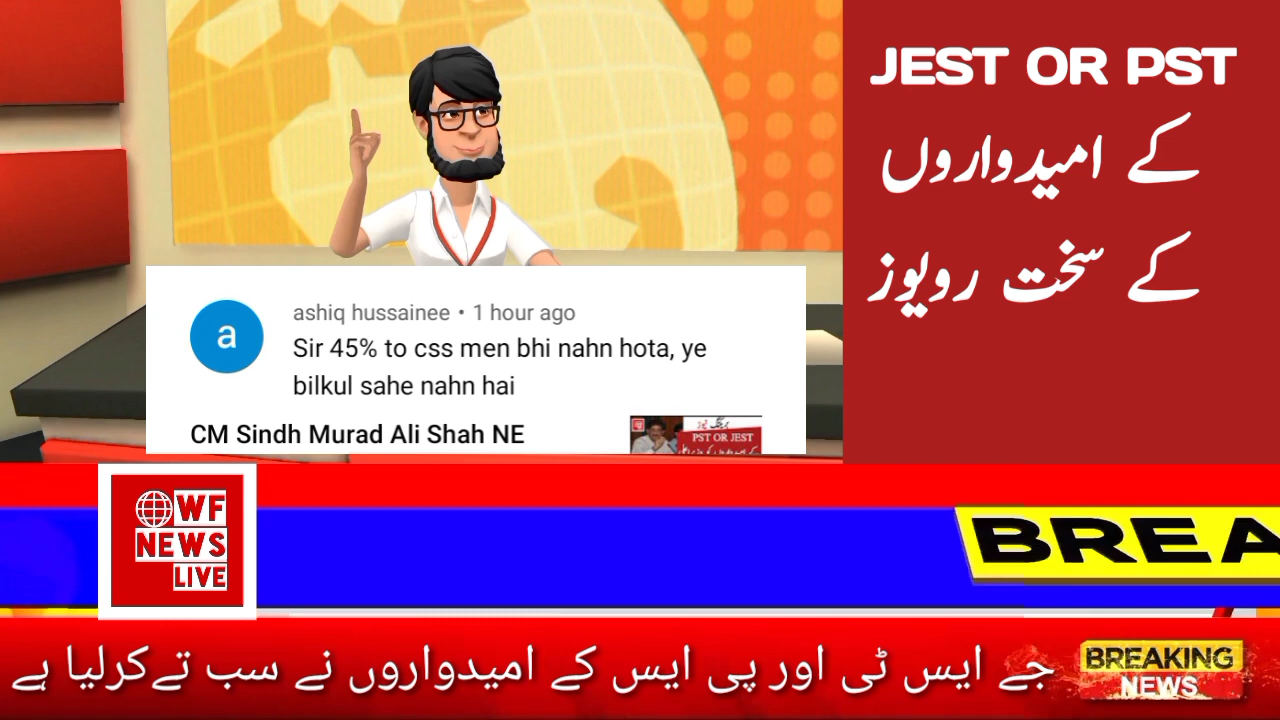 JEST OR PST
کے امیدواروں
کے سخت رویوز
ashiq hussainee • 1 hour ago
Sir 45% to css men bhi nahn hota, ye
bilkul sahe nahn hai
CM Sindh Murad Ali Shah NE
PST OR JEST
WF
NEWS
LIVE
BREA
جے ایس ٹی اور پی ایس کے امیدواروں نے سب تےکرلیا ہے
BREAKING
NEWS